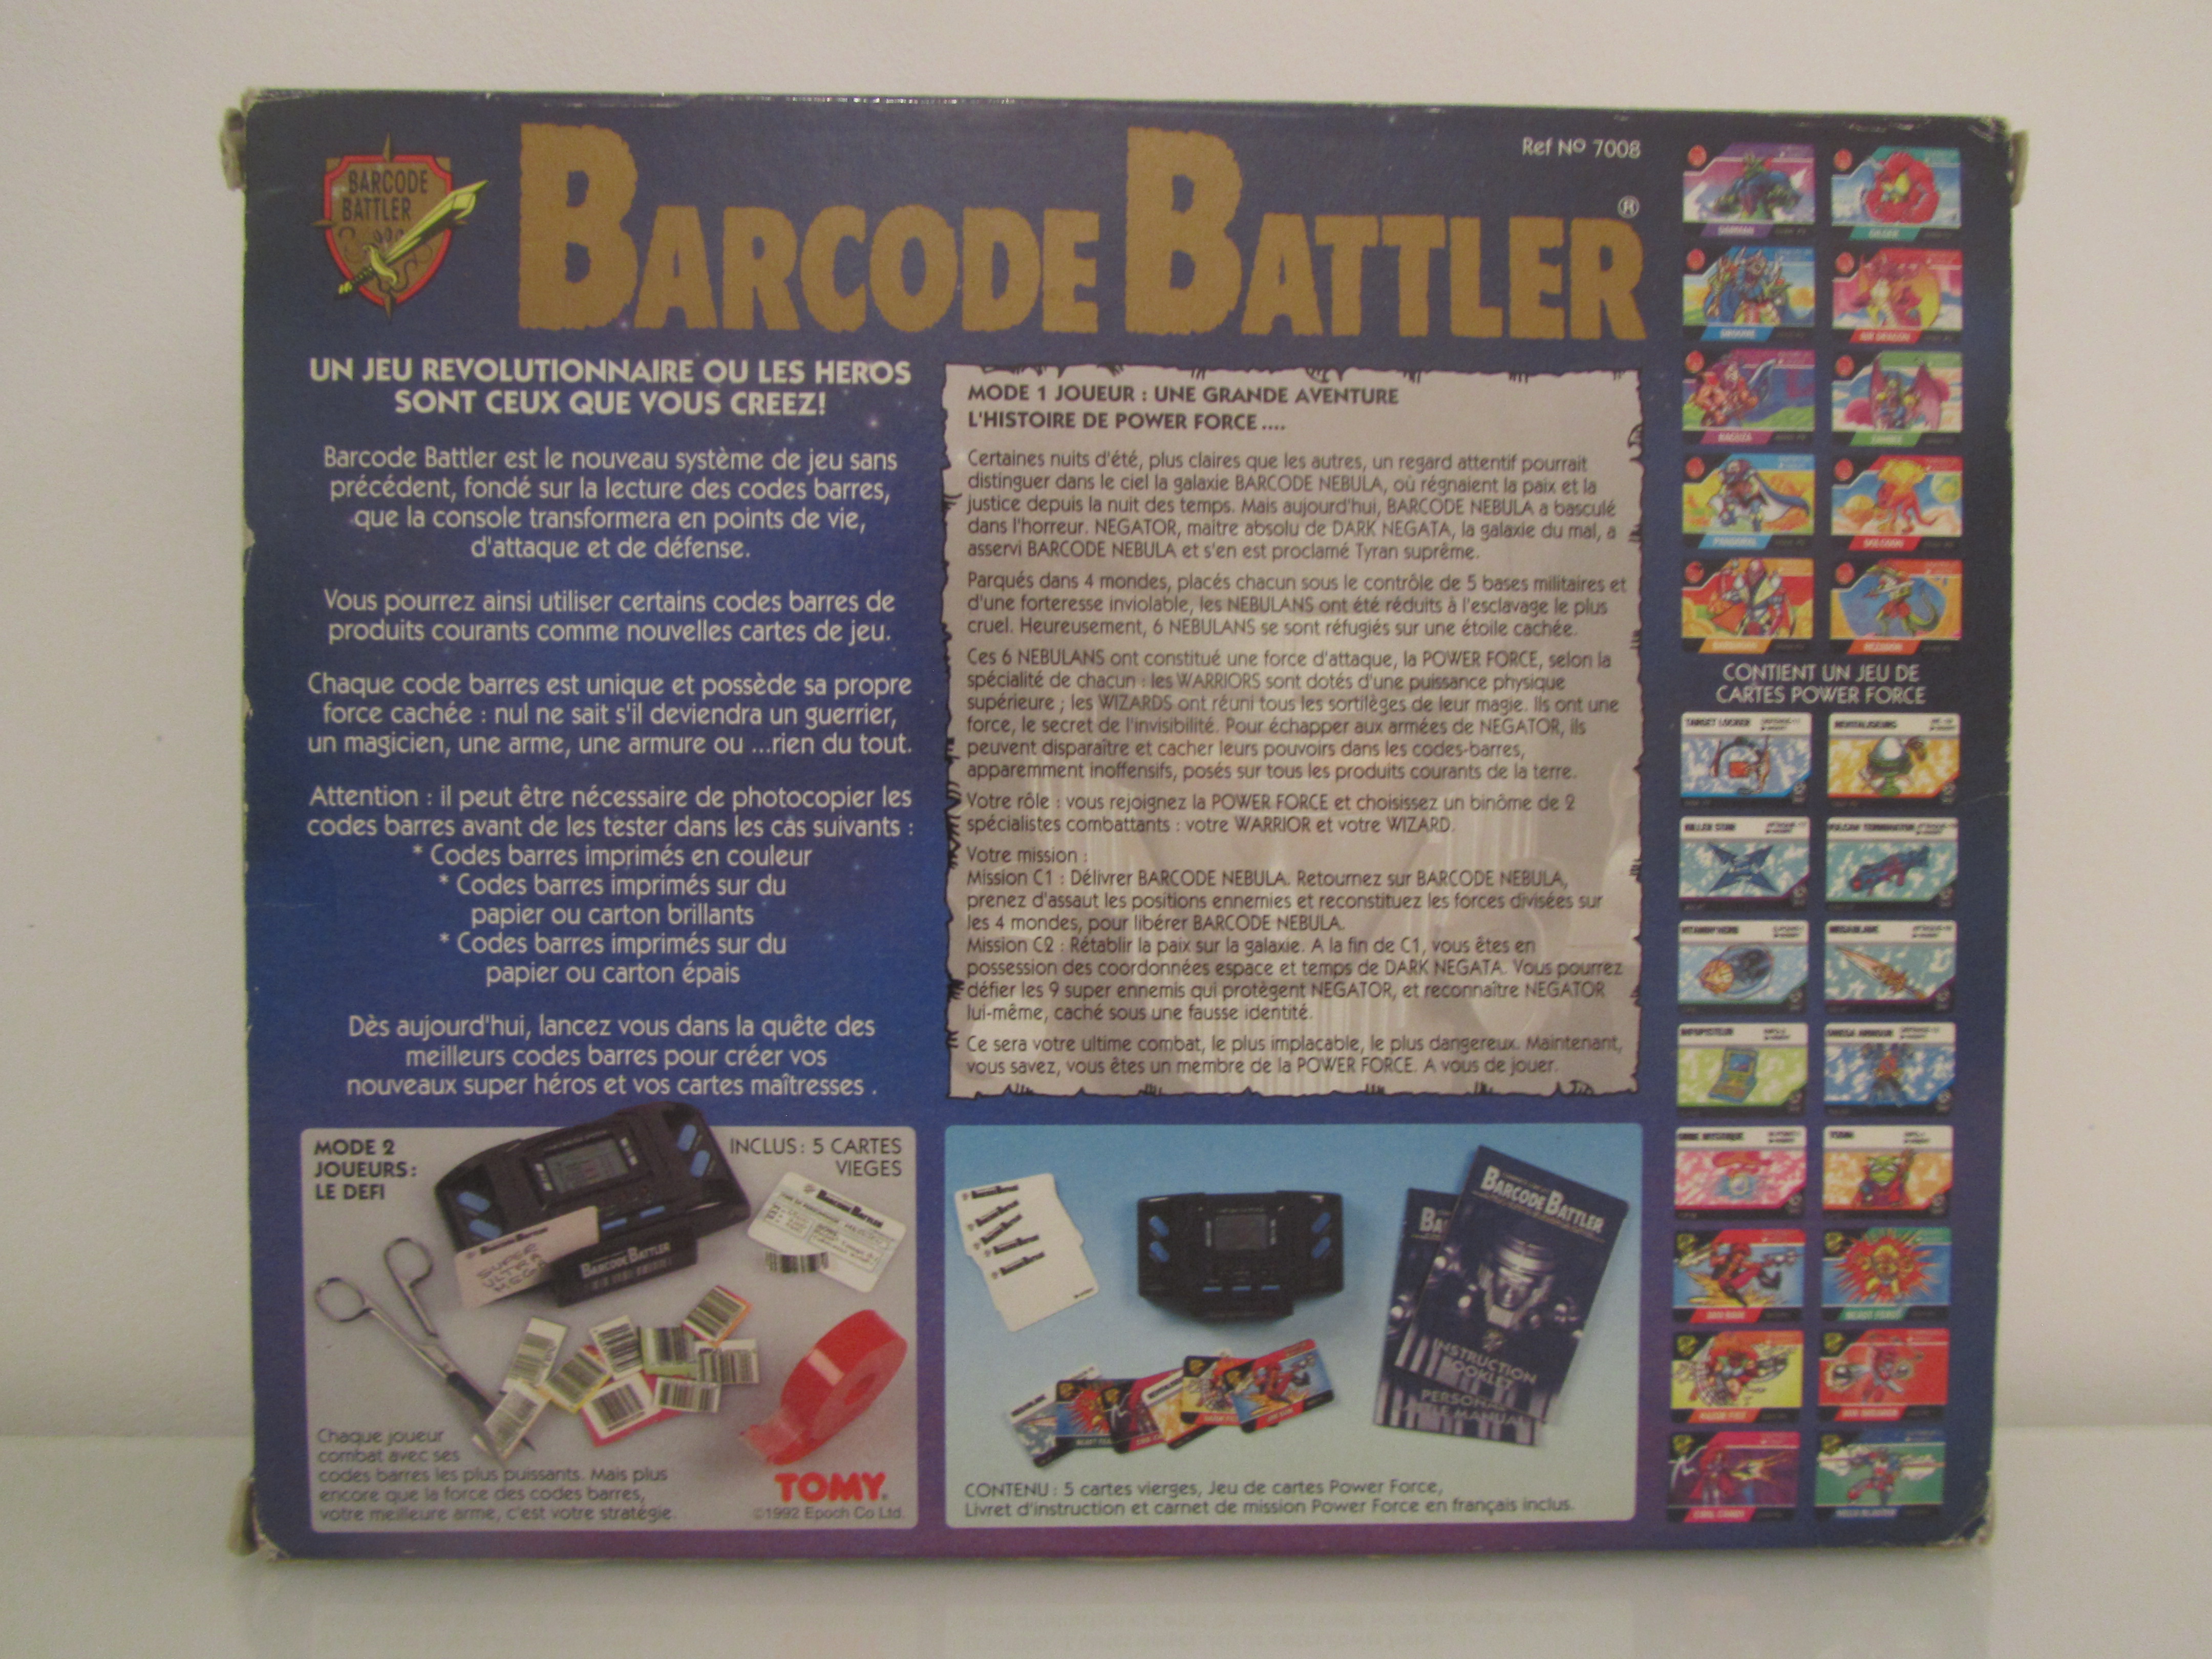 BARCODE
BATTLER
BARCODE BATTLER®
Ref No 7008
UN JEU REVOLUTIONNAIRE OU LES HEROS
SONT CEUX QUE VOUS CREEZ!
Barcode Battler est le nouveau système de jeu sans
précédent, fondé sur la lecture des codes barres,
que la console transformera en points de vie,
d'attaque et de défense.
Vous pourrez ainsi utiliser certains codes barres de
produits courants comme nouvelles cartes de jeu.
Chaque code barres est unique et possède sa propre
force cachée : nul ne sait s'il deviendra un guerrier,
un magicien, une arme, une armure ou ...rien du tout.
Attention : il peut être nécessaire de photocopier les
codes barres avant de les tester dans les cas suivants :
* Codes barres imprimés en couleur
* Codes barres imprimés sur du
papier ou carton brillants
* Codes barres imprimés sur du
papier ou carton épais
Dès aujourd'hui, lancez vous dans la quête des
meilleurs codes barres pour créer vos
nouveaux super héros et vos cartes maîtresses .
MODE 1 JOUEUR : UNE GRANDE AVENTURE
L'HISTOIRE DE POWER FORCE ....
Certaines nuits d'été, plus claires que les autres, un regard attentif pourrait
distinguer dans le ciel la galaxie BARCODE NEBULA, où régnaient la paix et la
justice depuis la nuit des temps. Mais aujourd'hui, BARCODE NEBULA a basculé
dans l'horreur. NEGATOR, maitre absolu de DARK NEGATA, la galaxie du mal, a
asservi BARCODE NEBULA et s'en est proclamé Tyran suprême.
Parqués dans 4 mondes, placés chacun sous le contrôle de 5 bases militaires et
d'une forteresse inviolable, les NEBULANS ont été réduits à l'esclavage le plus
cruel. Heureusement, 6 NEBULANS se sont réfugiés sur une étoile cachée.
Ces 6 NEBULANS ont constitué une force d'attaque, la POWER FORCE, selon la
spécialité de chacun : les WARRIORS sont dotés d'une puissance physique
supérieure ; les WIZARDS ont réuni tous les sortilèges de leur magie. Ils ont une
force, le secret de l'invisibilité. Pour échapper aux armées de NEGATOR, ils
peuvent disparaître et cacher leurs pouvoirs dans les codes-barres,
apparemment inoffensifs, posés sur tous les produits courants de la terre.
Votre rôle : vous rejoignez la POWER FORCE et choisissez un binôme de 2
spécialistes combattants : votre WARRIOR et votre WIZARD.
Votre mission :
Mission C1 : Délivrer BARCODE NEBULA. Retournez sur BARCODE NEBULA,
prenez d'assaut les positions ennemies et reconstituez les forces divisées sur
les 4 mondes, pour libérer BARCODE NEBULA.
Mission C2 : Rétablir la paix sur la galaxie. A la fin de C1, vous êtes en
possession des coordonnées espace et temps de DARK NEGATA. Vous pourrez
défier les 9 super ennemis qui protègent NEGATOR, et reconnaître NEGATOR
lui-même, caché sous une fausse identité.
Ce sera votre ultime combat, le plus implacable, le plus dangereux. Maintenant,
vous savez, vous êtes un membre de la POWER FORCE. A vous de jouer.
MODE 2
JOUEURS :
LE DEFI
INCLUS : 5 CARTES
VIEGES
BARCODE BATTLER
SUPER
ULTRA
MEGA
BARCODE BATTLER
BARCODE BATTLER
Chaque joueur
combat avec ses
codes barres les plus puissants. Mais plus
encore que la force des codes barres,
votre meilleure arme, c'est votre stratégie.
TOMY.
©1992 Epoch Co Ltd.
BARCODE BATTLER
INSTRUCTION
BOOKLET
CONTENU : 5 cartes vierges, Jeu de cartes Power Force,
Livret d'instruction et carnet de mission Power Force en français inclus.
AIR DRAGON
CONTIENT UN JEU DE
CARTES POWER FORCE
TARGET LOCKER
KILLER STAR
VULCAN TERMINATOR
MEGABLADE
OMEGA ARMOUR
ORBE MYSTIQUE
RAZOR FIST